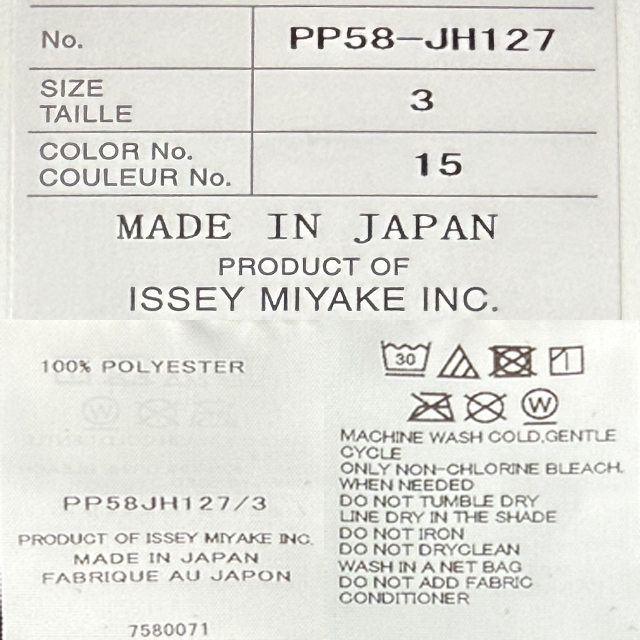 No. PP58-JH127
SIZE
TAILLE 3
COLOR No.
COULEUR No. 15
MADE IN JAPAN
PRODUCT OF
ISSEY MIYAKE INC.
100% POLYESTER
PP58JH127/3
PRODUCT OF ISSEY MIYAKE INC.
MADE IN JAPAN
FABRIQUE AU JAPON
7580071
30
W
MACHINE WASH COLD,GENTLE
CYCLE
ONLY NON-CHLORINE BLEACH,
WHEN NEEDED
DO NOT TUMBLE DRY
LINE DRY IN THE SHADE
DO NOT IRON
DO NOT DRYCLEAN
WASH IN A NET BAG
DO NOT ADD FABRIC
CONDITIONER